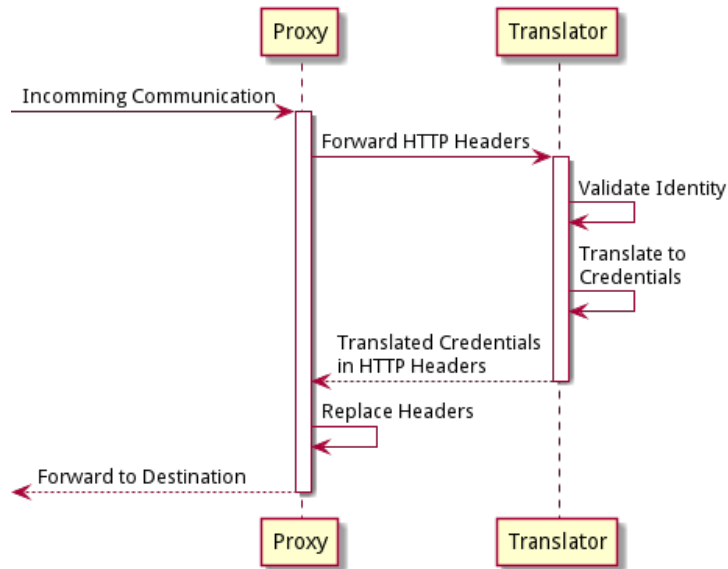 Proxy
Translator
Incomming Communication
Forward HTTP Headers
Validate Identity
Translate to
Credentials
Translated Credentials
in HTTP Headers
Replace Headers
Forward to Destination
Proxy
Translator